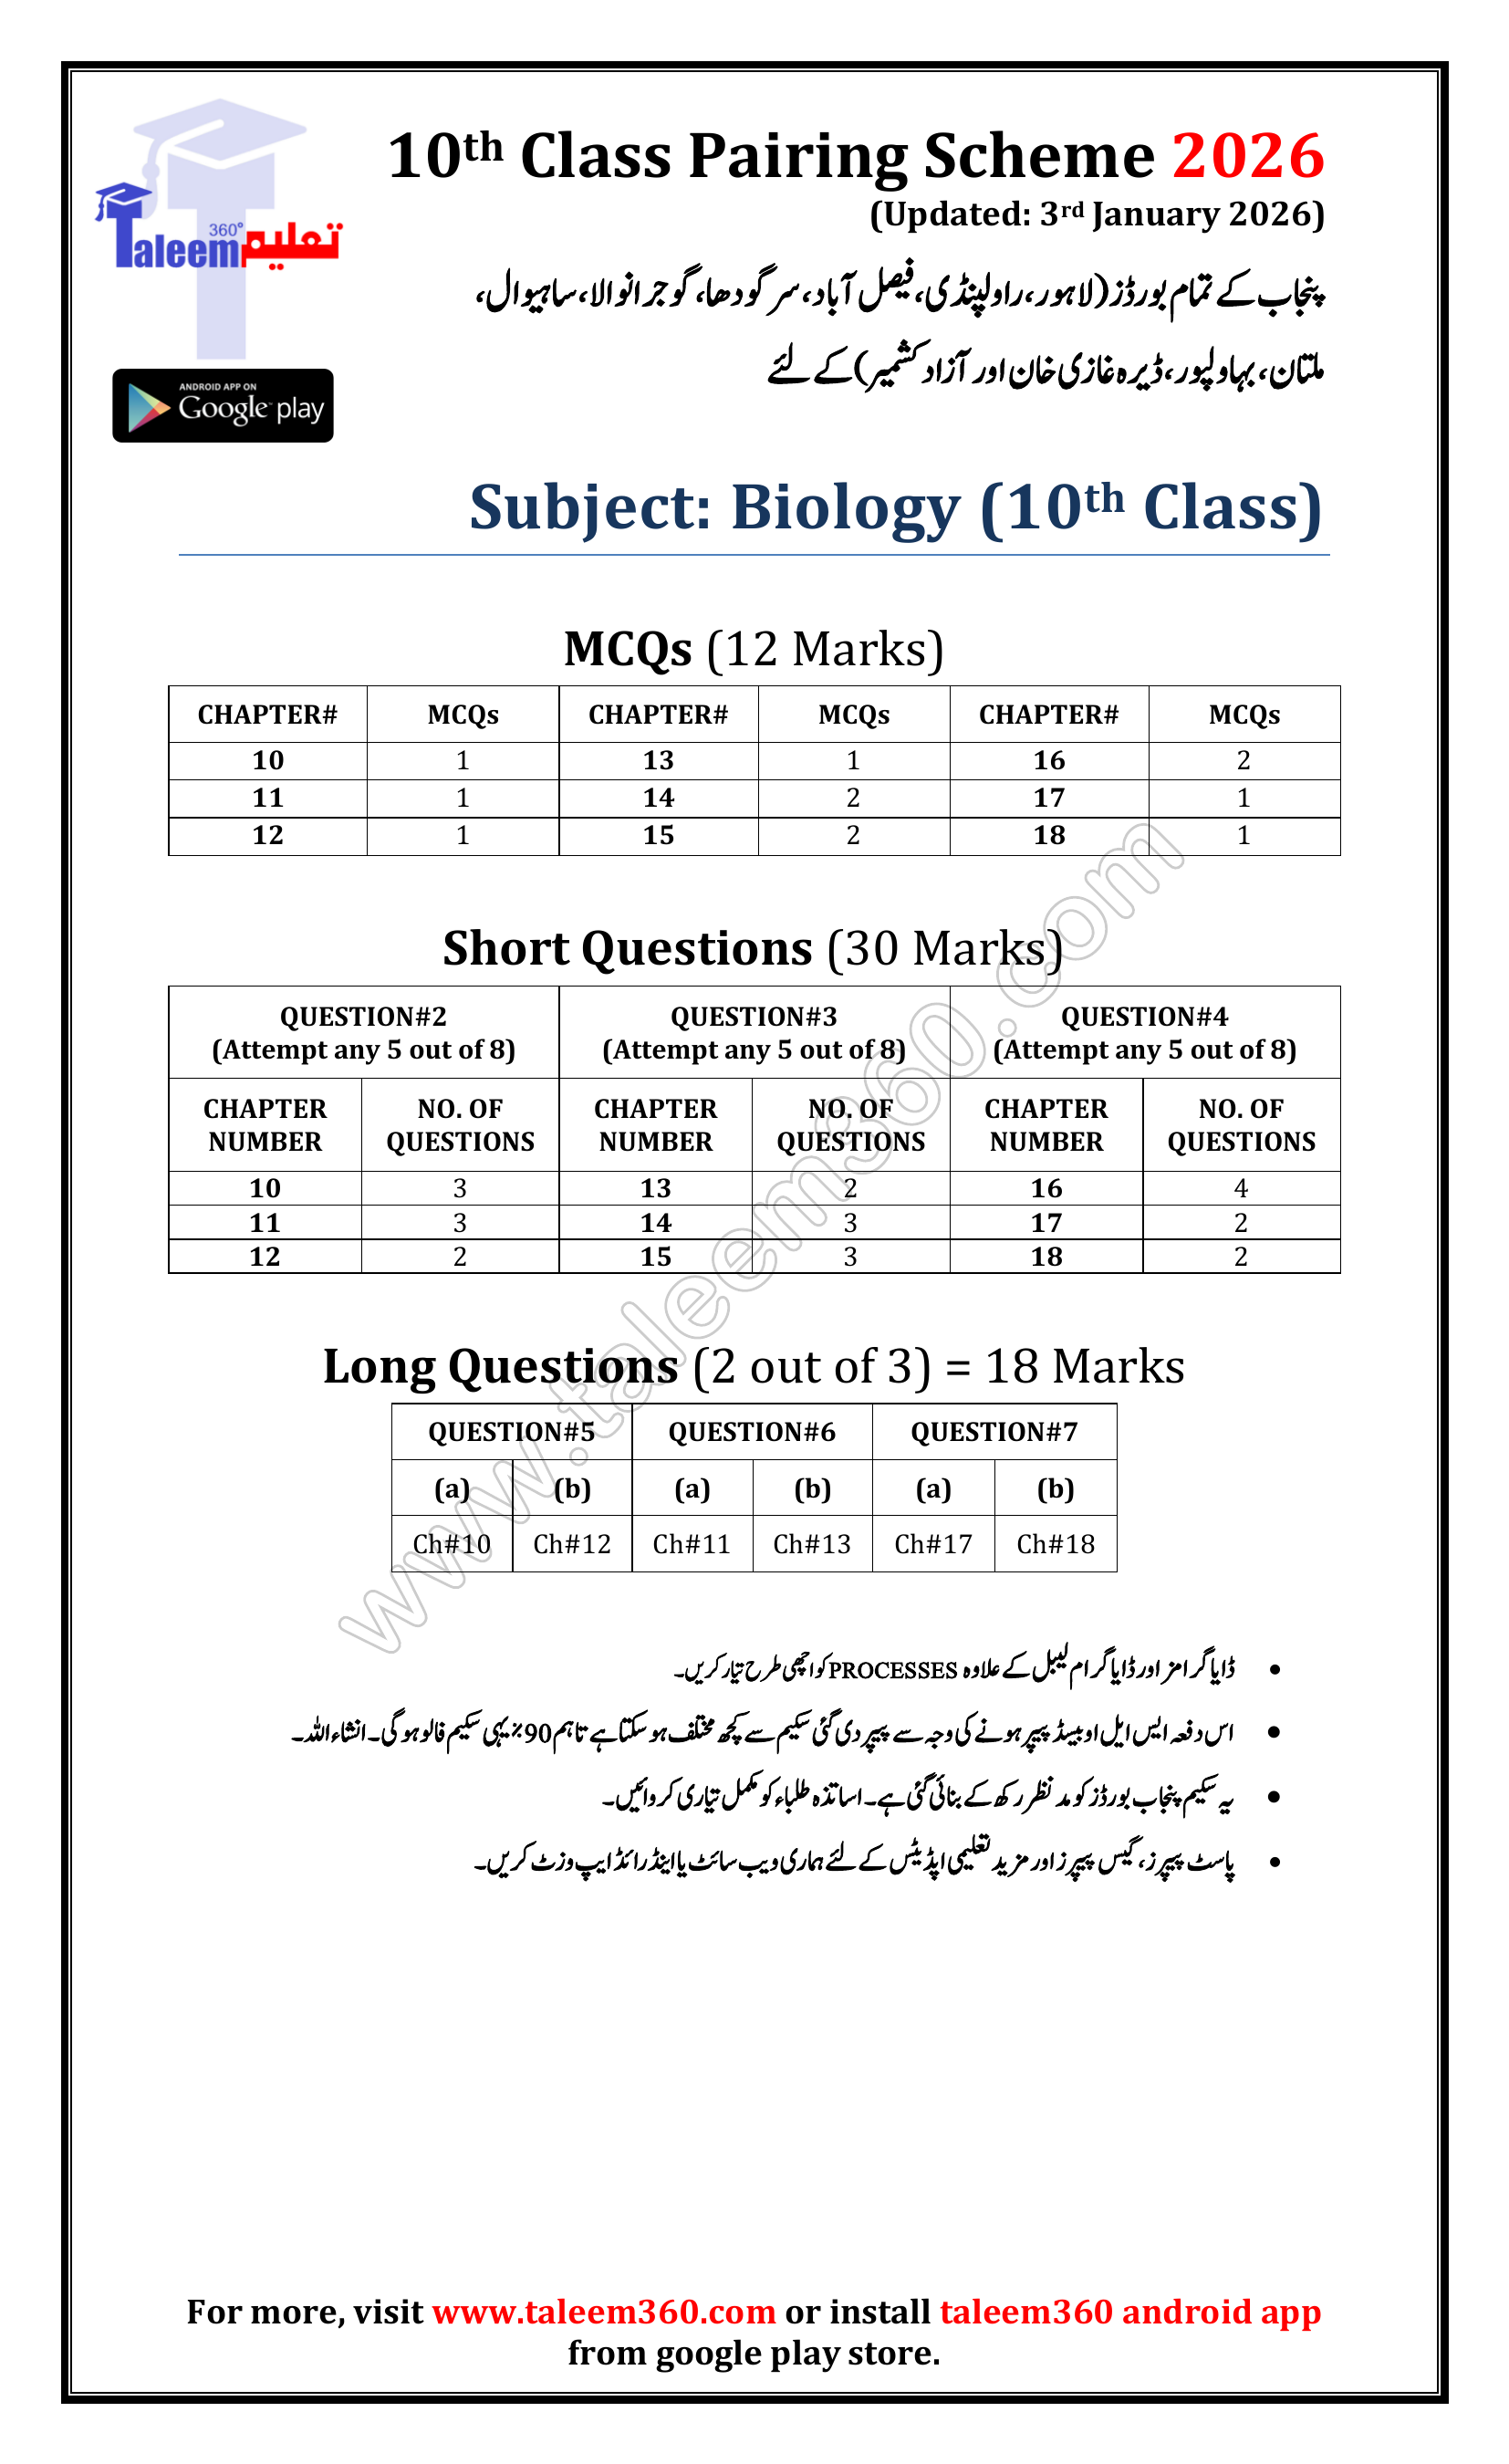 10th Class Pairing Scheme 2026
(Updated: 3rd January 2026)
360°
Taleem تعلیم
پنجاب کے تمام بورڈز (لاہور، راولپنڈی، فیصل آباد، سرگودھا، گوجرانوالا، ساہیوال،
ملتان، بہاولپور، ڈیرہ غازی خان اور آزاد کشمیر) کے لئے
ANDROID APP ON
Google play
Subject: Biology (10th Class)
MCQs (12 Marks)
CHAPTER# MCQs CHAPTER# MCQs CHAPTER# MCQs
10 1 13 1 16 2
11 1 14 2 17 1
12 1 15 2 18 1
Short Questions (30 Marks)
QUESTION#2 QUESTION#3 QUESTION#4
(Attempt any 5 out of 8) (Attempt any 5 out of 8) (Attempt any 5 out of 8)
CHAPTER NO. OF CHAPTER NO. OF CHAPTER NO. OF
NUMBER QUESTIONS NUMBER QUESTIONS NUMBER QUESTIONS
10 3 13 2 16 4
11 3 14 3 17 2
12 2 15 3 18 2
Long Questions (2 out of 3) = 18 Marks
QUESTION#5 QUESTION#6 QUESTION#7
(a) (b) (a) (b) (a) (b)
Ch#10 Ch#12 Ch#11 Ch#13 Ch#17 Ch#18
www.taleem360.com
• ڈایاگرامز اور ڈایاگرام لیبل کے علاوہ PROCESSES کو اچھی طرح تیار کریں۔
• اس دفعہ ایس ایل او بیسڈ پیپر ہونے کی وجہ سے پیپر دی گئی سکیم سے کچھ مختلف ہو سکتا ہے تاہم 90٪ یہی سکیم فالو ہو گی۔ انشاءاللہ۔
• یہ سکیم پنجاب بورڈز کو مد نظر رکھ کے بنائی گئی ہے۔ اساتذہ طلباء کو مکمل تیاری کروائیں۔
• پاسٹ پیپرز، گیس پیپرز اور مزید تعلیمی اپڈیٹس کے لئے ہماری ویب سائٹ یا اینڈرائڈ ایپ وزٹ کریں۔
For more, visit www.taleem360.com or install taleem360 android app
from google play store.